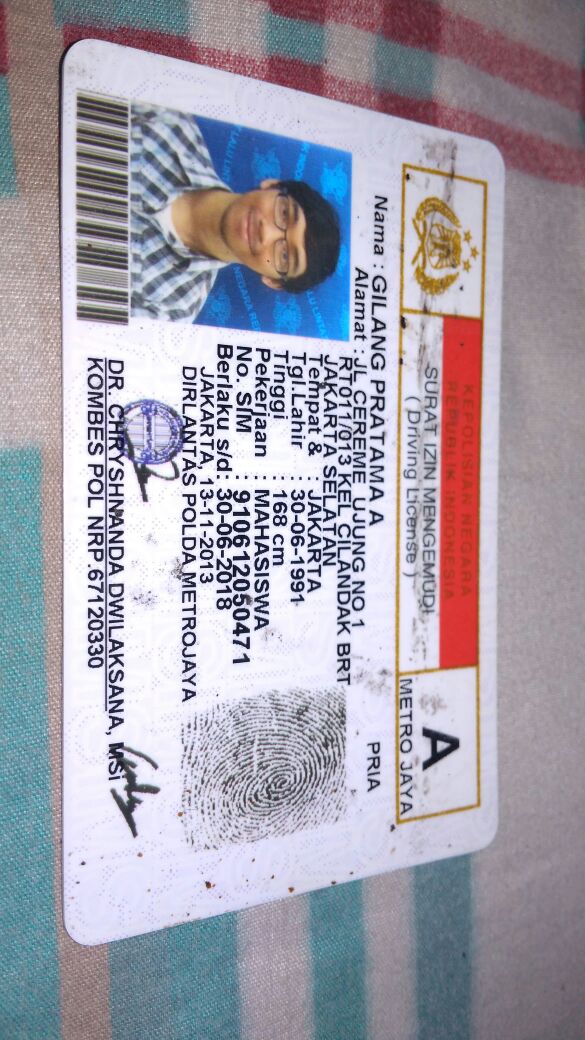 KEPOLISIAN NEGARA
REPUBLIK INDONESIA
SURAT IZIN MENGEMUDI
( Driving License )
A
METRO JAYA
Nama : GILANG PRATAMA A
PRIA
Alamat : JL CEREME UJUNG NO 1
RT011/013 KEL CILANDAK BRT
JAKARTA SELATAN
Tempat & : JAKARTA
Tgl.Lahir : 30-06-1991
Tinggi : 168 cm
Pekerjaan : MAHASISWA
No. SIM : 910612050471
Berlaku s/d : 30-06-2018
JAKARTA, 13-11-2013
DIRLANTAS POLDA METROJAYA
DR. CHRYSHNANDA DWILAKSANA, MSi
KOMBES POL NRP.67120330